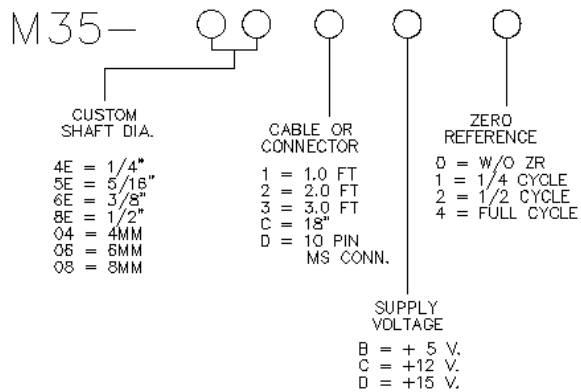 M35-
CUSTOM
SHAFT DIA.
4E = 1/4"
5E = 5/16"
6E = 3/8"
8E = 1/2"
04 = 4MM
06 = 6MM
08 = 8MM
CABLE OR
CONNECTOR
1 = 1.0 FT
2 = 2.0 FT
3 = 3.0 FT
C = 18"
D = 10 PIN
MS CONN.
SUPPLY
VOLTAGE
B = + 5 V.
C = +12 V.
D = +15 V.
ZERO
REFERENCE
0 = W/O ZR
1 = 1/4 CYCLE
2 = 1/2 CYCLE
4 = FULL CYCLE